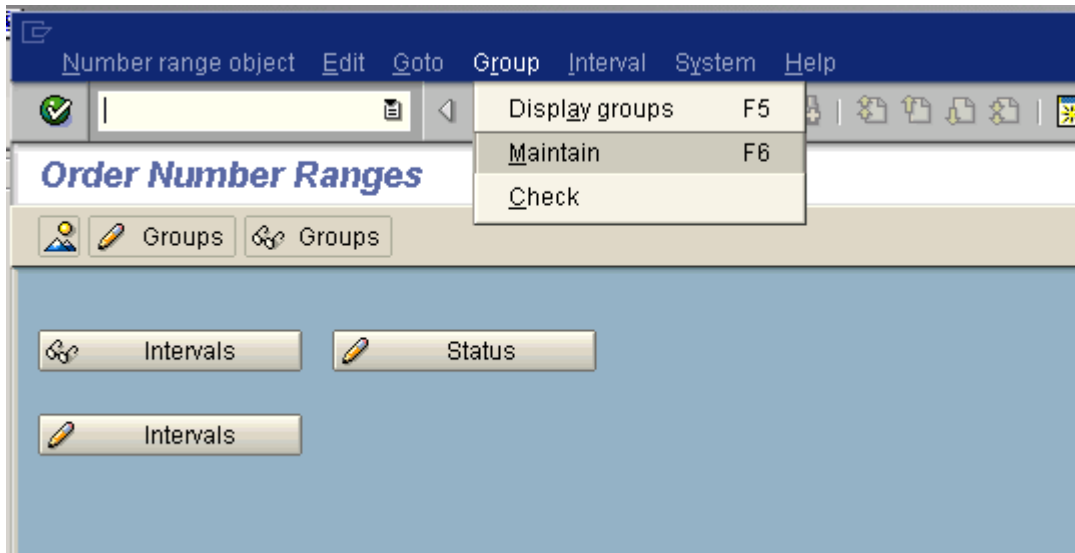 Number range object Edit Goto Group Interval System Help
Display groups F5
Maintain F6
Check
Order Number Ranges
Groups Groups
Intervals Status
Intervals